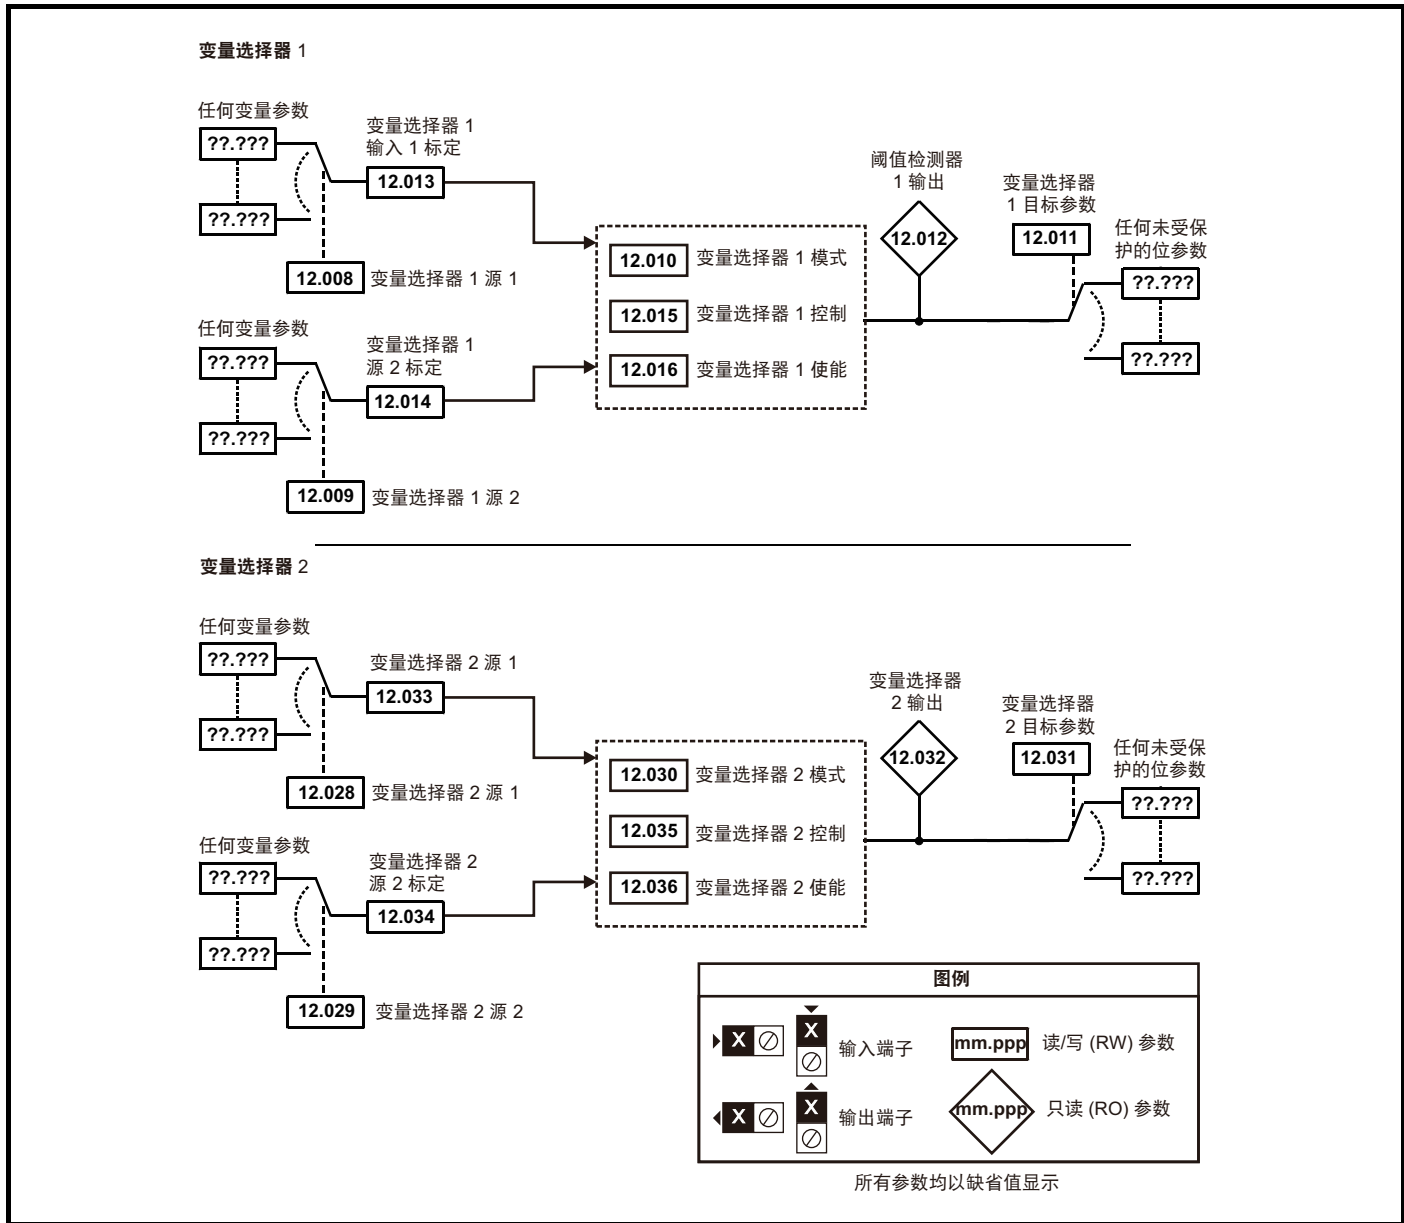 变量选择器 1
任何变量参数
??.???
??.???
变量选择器 1
输入 1 标定
12.013
12.008
变量选择器 1 源 1
任何变量参数
??.???
??.???
变量选择器 1
源 2 标定
12.014
12.009
变量选择器 1 源 2
12.010
变量选择器 1 模式
12.015
变量选择器 1 控制
12.016
变量选择器 1 使能
阈值检测器
1 输出
12.012
变量选择器
1 目标参数
12.011
任何未受保
护的位参数
??.???
??.???
变量选择器 2
任何变量参数
??.???
??.???
变量选择器 2 源 1
12.033
12.028
变量选择器 2 源 1
任何变量参数
??.???
??.???
变量选择器 2
源 2 标定
12.034
12.029
变量选择器 2 源 2
12.030
变量选择器 2 模式
12.035
变量选择器 2 控制
12.036
变量选择器 2 使能
变量选择器
2 输出
12.032
变量选择器
2 目标参数
12.031
任何未受保
护的位参数
??.???
??.???
图例
X
X
输入端子
mm.ppp
读/写 (RW) 参数
X
X
输出端子
mm.ppp
只读 (RO) 参数
所有参数均以缺省值显示